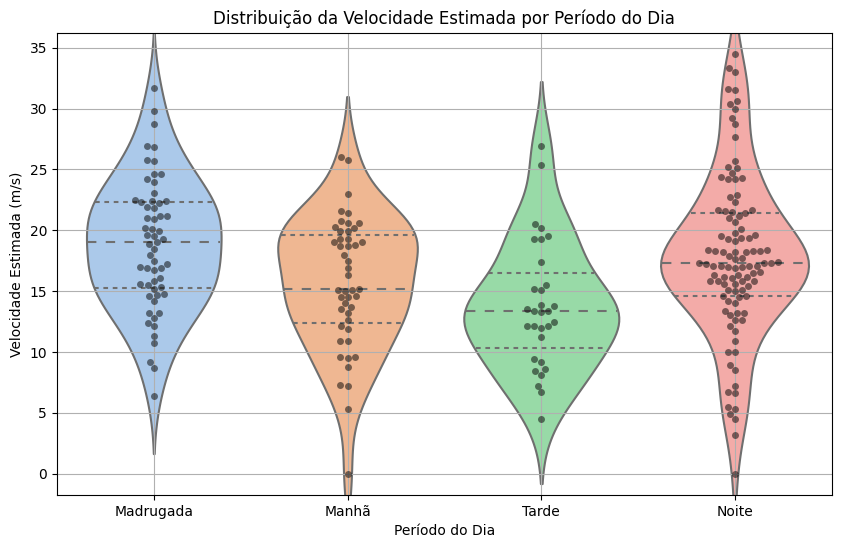 Distribuição da Velocidade Estimada por Período do Dia
Velocidade Estimada (m/s)
35
30
25
20
15
10
5
0
Madrugada
Manhã
Tarde
Noite
Período do Dia